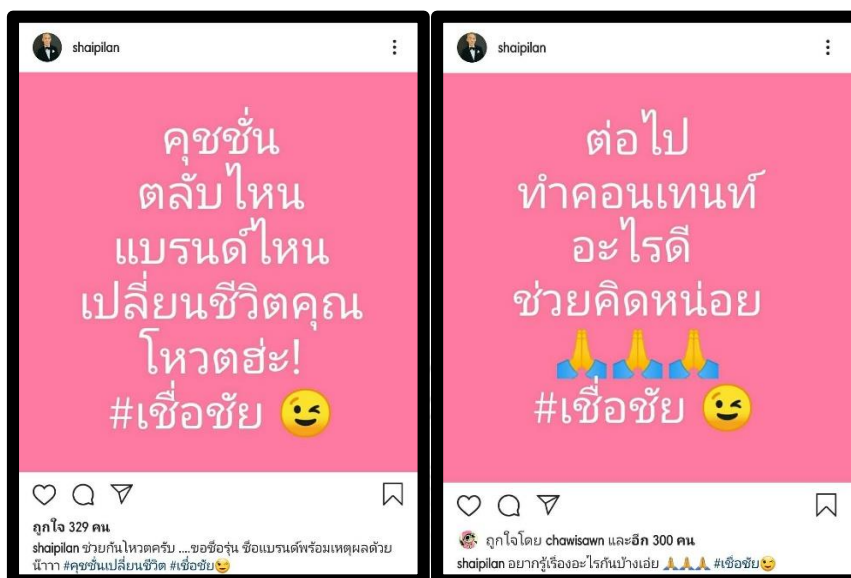 shaipilan
คุชชั่น
ตลับไหน
แบรนด์ไหน
เปลี่ยนชีวิตคุณ
โหวตฮ่ะ!
#เชื่อชัย 😉
ถูกใจ 329 คน
shaipilan ช่วยกันโหวตครับ ....ขอชื่อรุ่น ชื่อแบรนด์พร้อมเหตุผลด้วย
น๊าาา #คุชชั่นเปลี่ยนชีวิต #เชื่อชัย😉
shaipilan
ต่อไป
ทำคอนเทนท์
อะไรดี
ช่วยคิดหน่อย
🙏🙏🙏
#เชื่อชัย 😉
ถูกใจโดย chawisawn และอีก 300 คน
shaipilan อยากรู้เรื่องอะไรกันบ้างเอ่ย 🙏🙏🙏 #เชื่อชัย😉